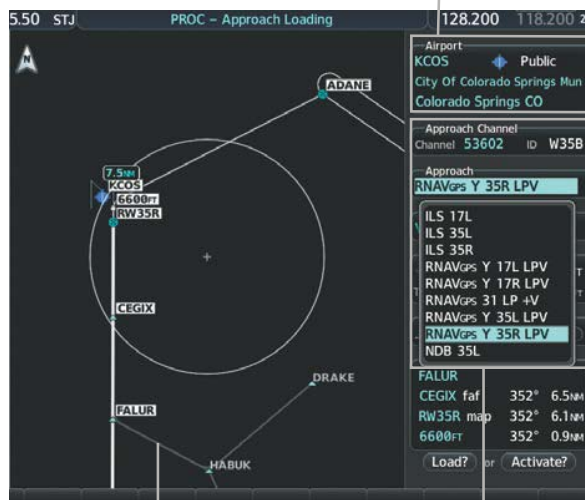 5.50 STJ PROC – Approach Loading 128.200 118.200
Airport
KCOS Public
City Of Colorado Springs Mun
Colorado Springs CO
Approach Channel
Channel 53602 ID W35B
Approach
RNAVGPS Y 35R LPV
ILS 17L
ILS 35L
ILS 35R
RNAVGPS Y 17L LPV
RNAVGPS Y 17R LPV
RNAVGPS 31 LP +V
RNAVGPS Y 35L LPV
RNAVGPS Y 35R LPV
NDB 35L
FALUR
CEGIX faf 352° 6.5NM
RW35R map 352° 6.1NM
6600FT 352° 0.9NM
Load? or Activate?
N
ADANE
7.5NM
KCOS
6600FT
RW35R
CEGIX
DRAKE
FALUR
HABUK